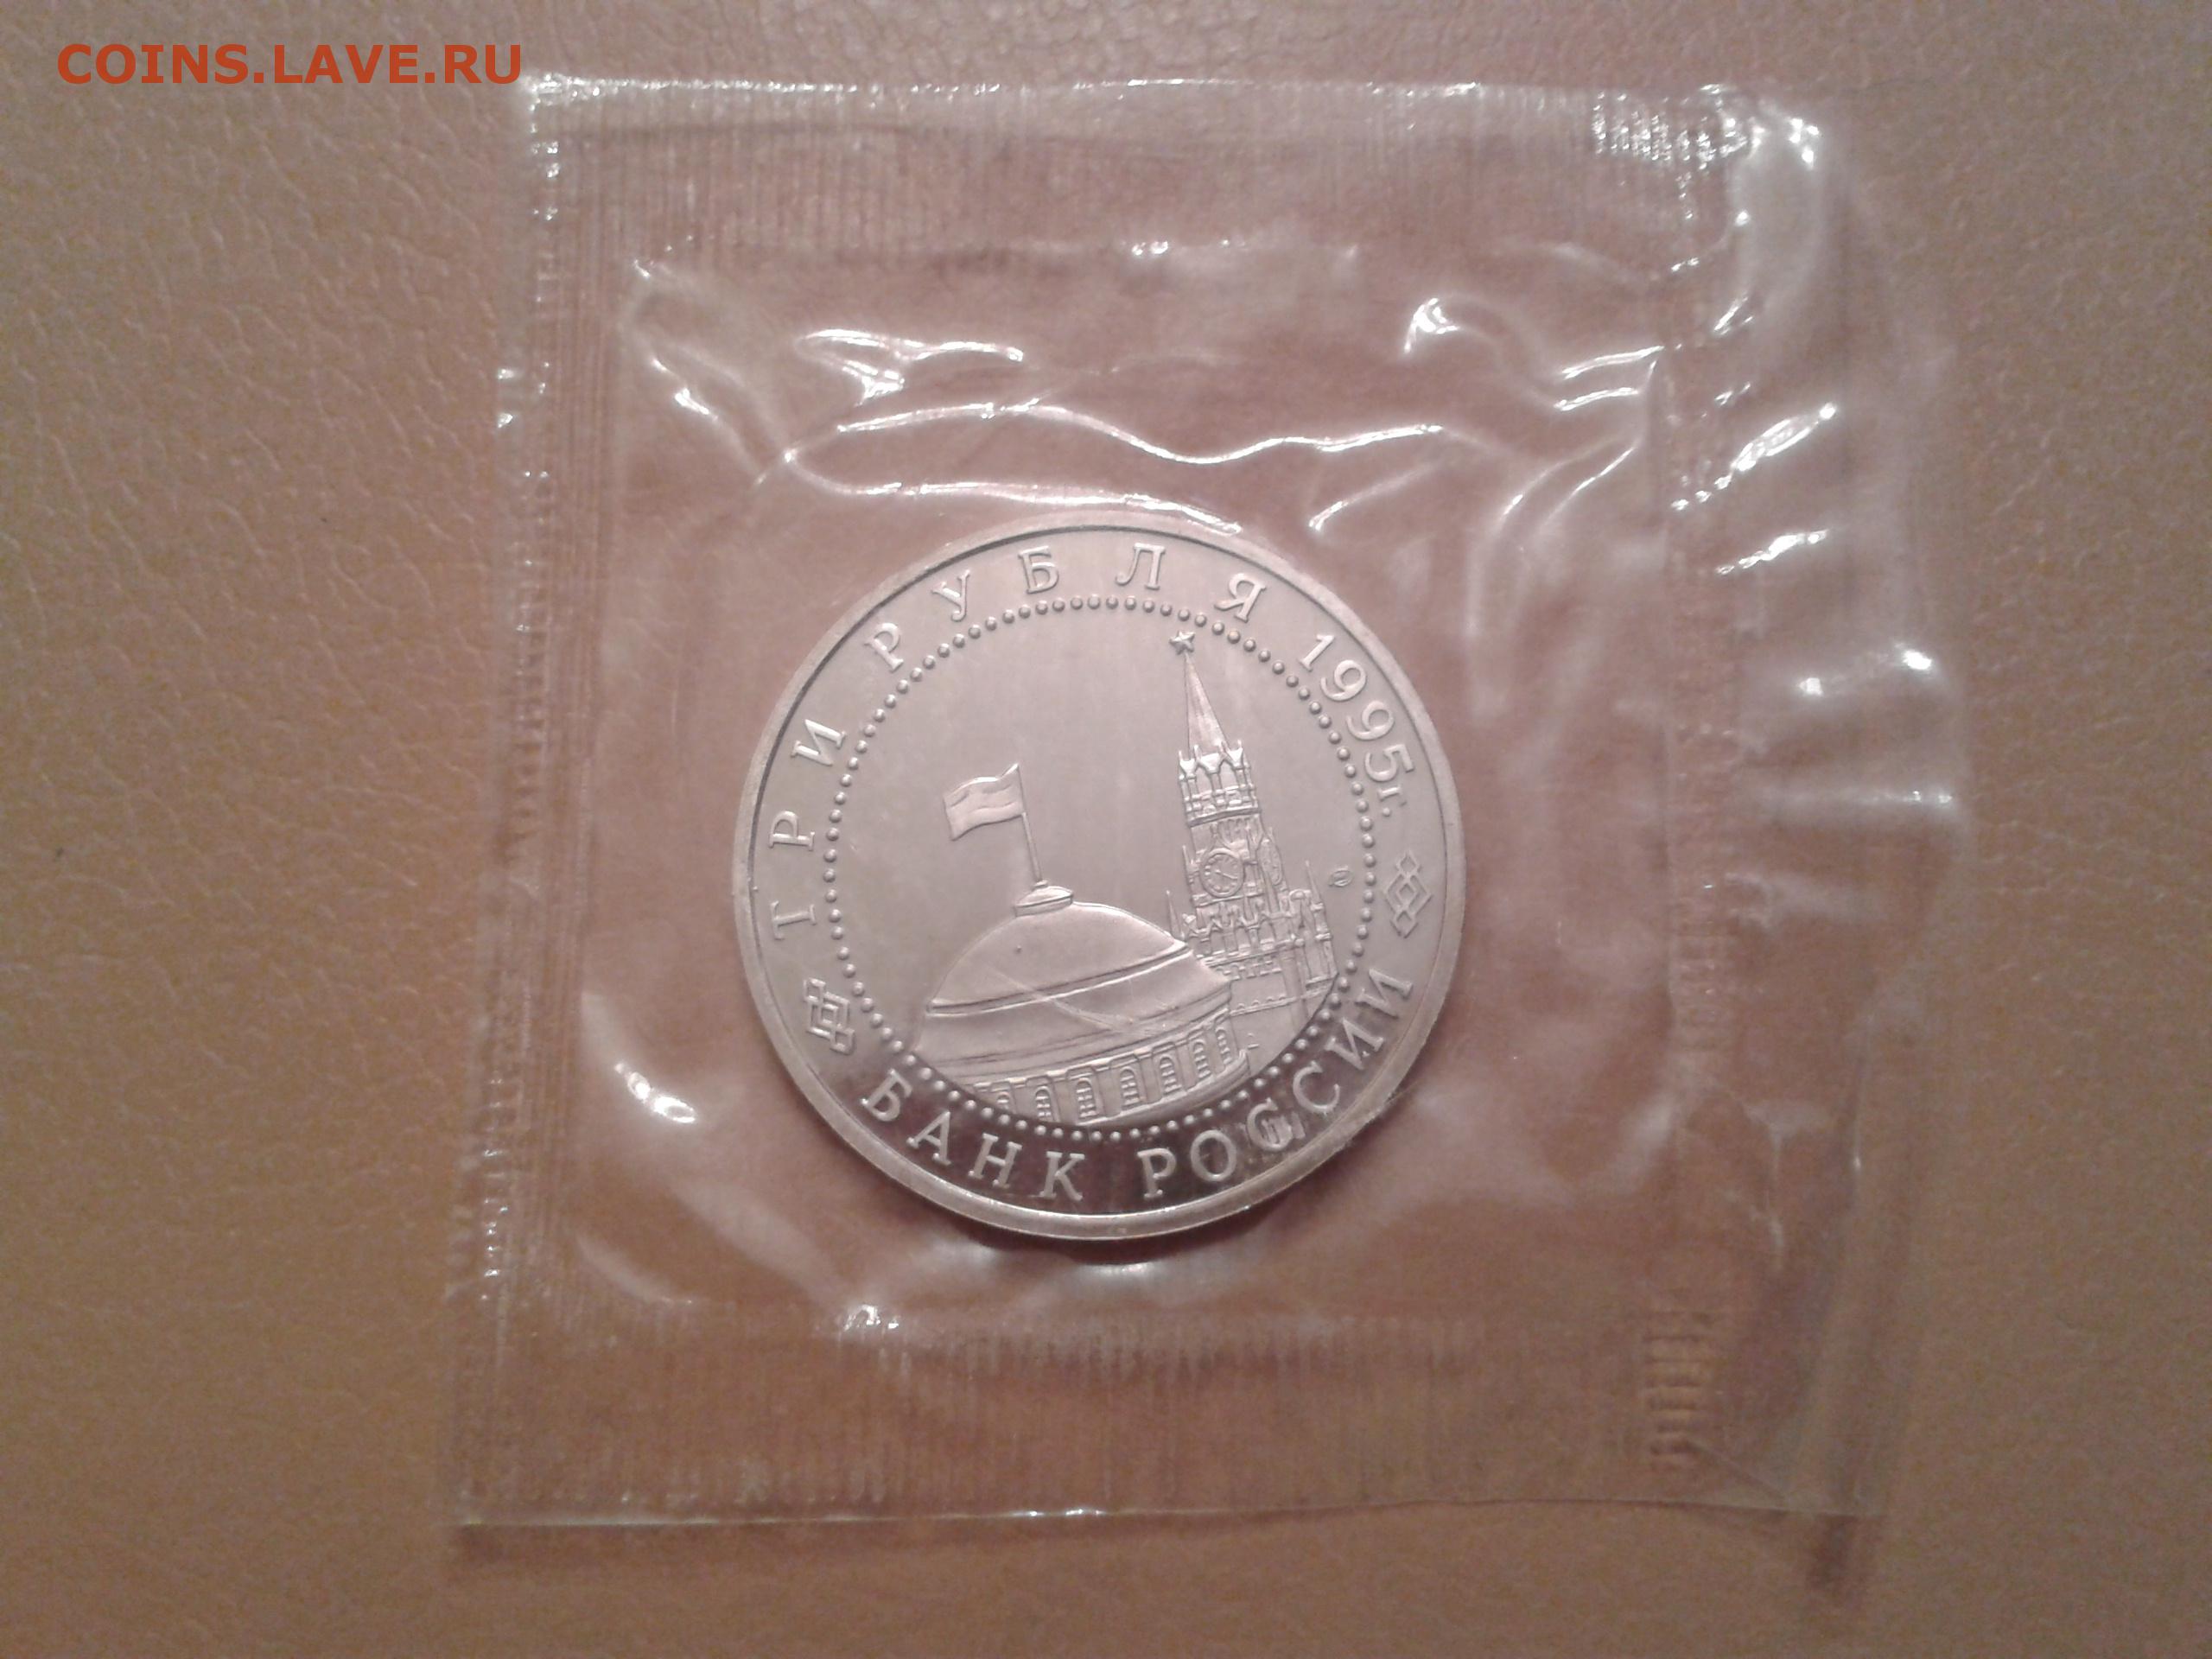 COINS.LAVE.RU
ТРИ РУБЛЯ 1995г.
БАНК РОССИИ